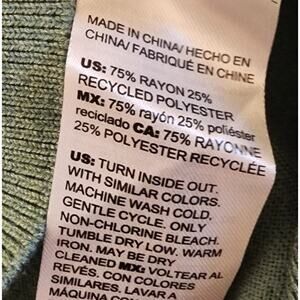 MADE IN CHINA/ HECHO EN
CHINA/ FABRIQUÉ EN CHINE
US: 75% RAYON 25%
RECYCLED POLYESTER
MX: 75% rayón 25% poliéster
reciclado CA: 75% RAYONNE
25% POLYESTER RECYCLÉE
US: TURN INSIDE OUT.
WITH SIMILAR COLORS.
MACHINE WASH COLD,
GENTLE CYCLE. ONLY
NON-CHLORINE BLEACH.
TUMBLE DRY LOW. WARM
IRON. MAY BE DRY
CLEANED MX: VOLTEAR AL
REVÉS. CON COLORES
SIMILARES. LAVAR A
MÁQUINA CON